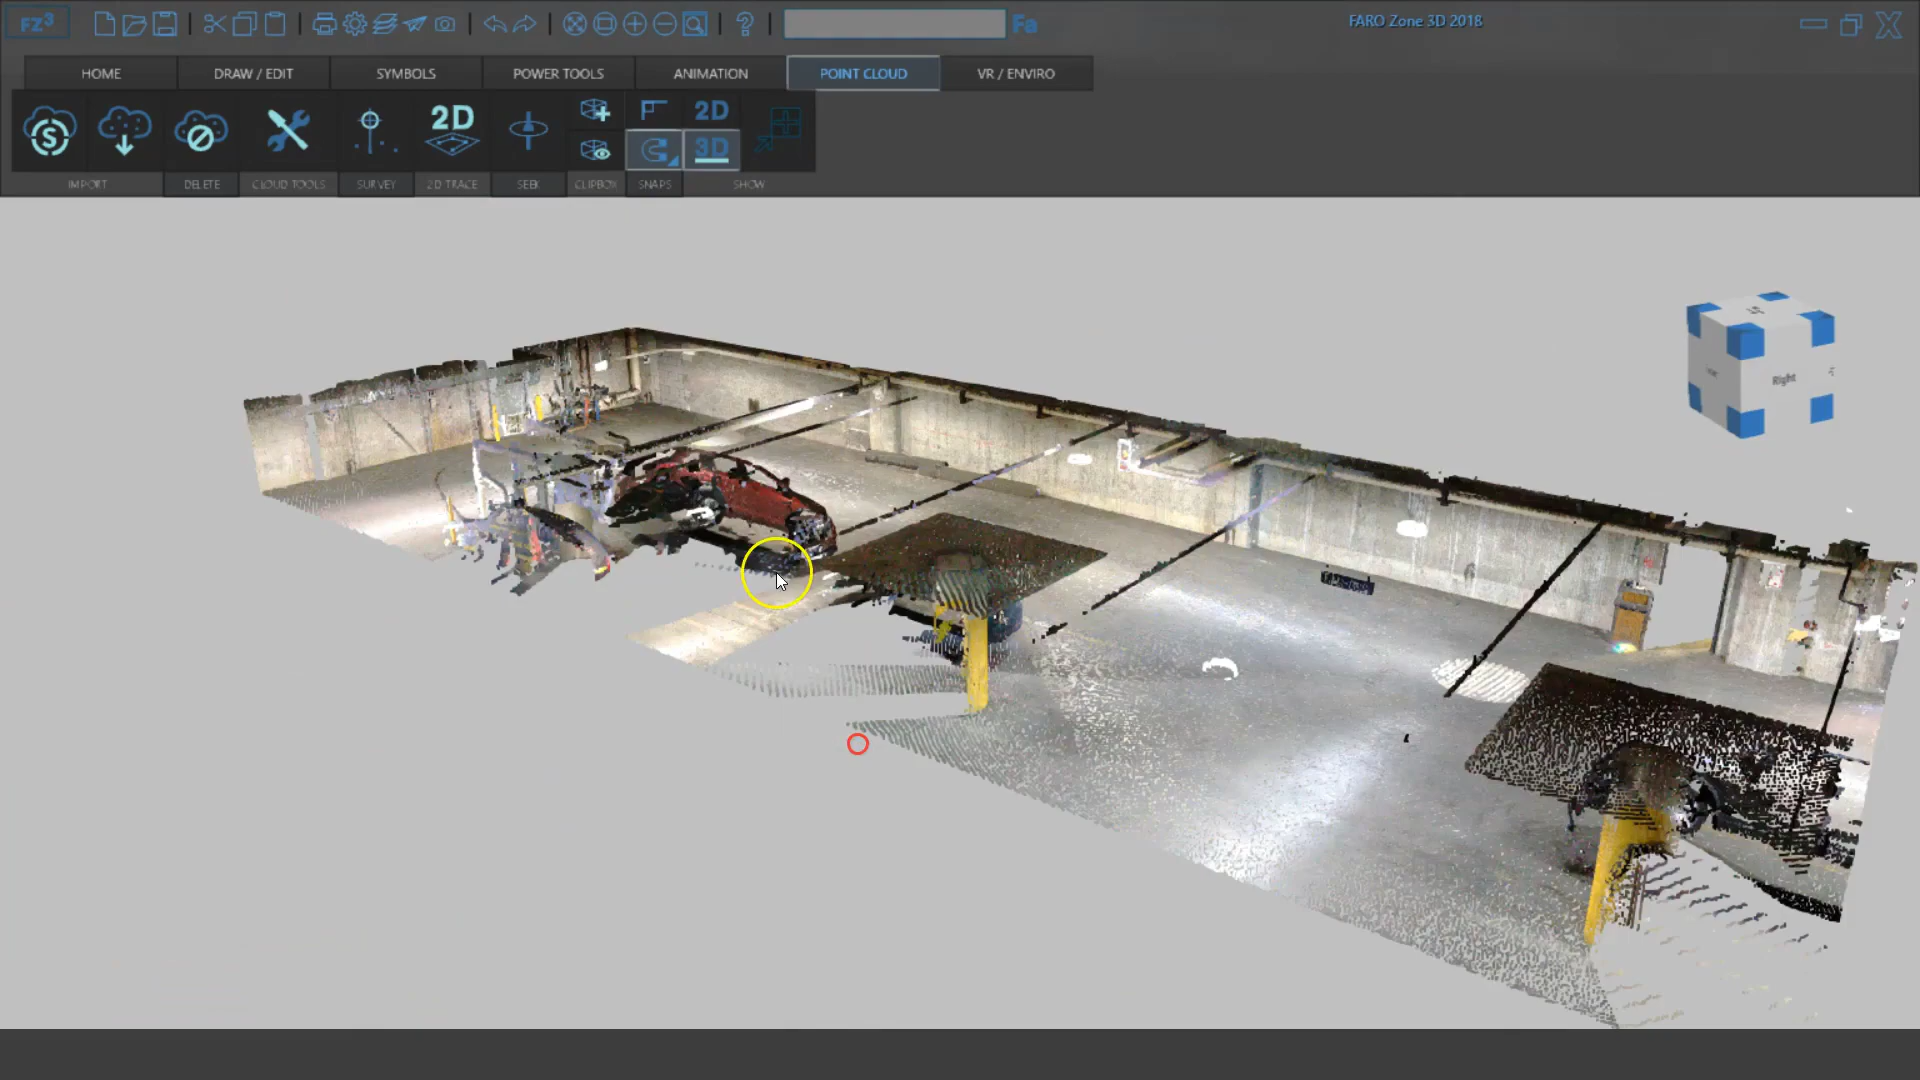 FZ3
Fa
FARO Zone 3D 2018
HOME
DRAW / EDIT
SYMBOLS
POWER TOOLS
ANIMATION
POINT CLOUD
VR / ENVIRO
2D
2D
3D
IMPORT
DELETE
CLOUD TOOLS
SURVEY
2D TRACE
SEEK
CLIPBOX
SNAPS
SHOW
Right